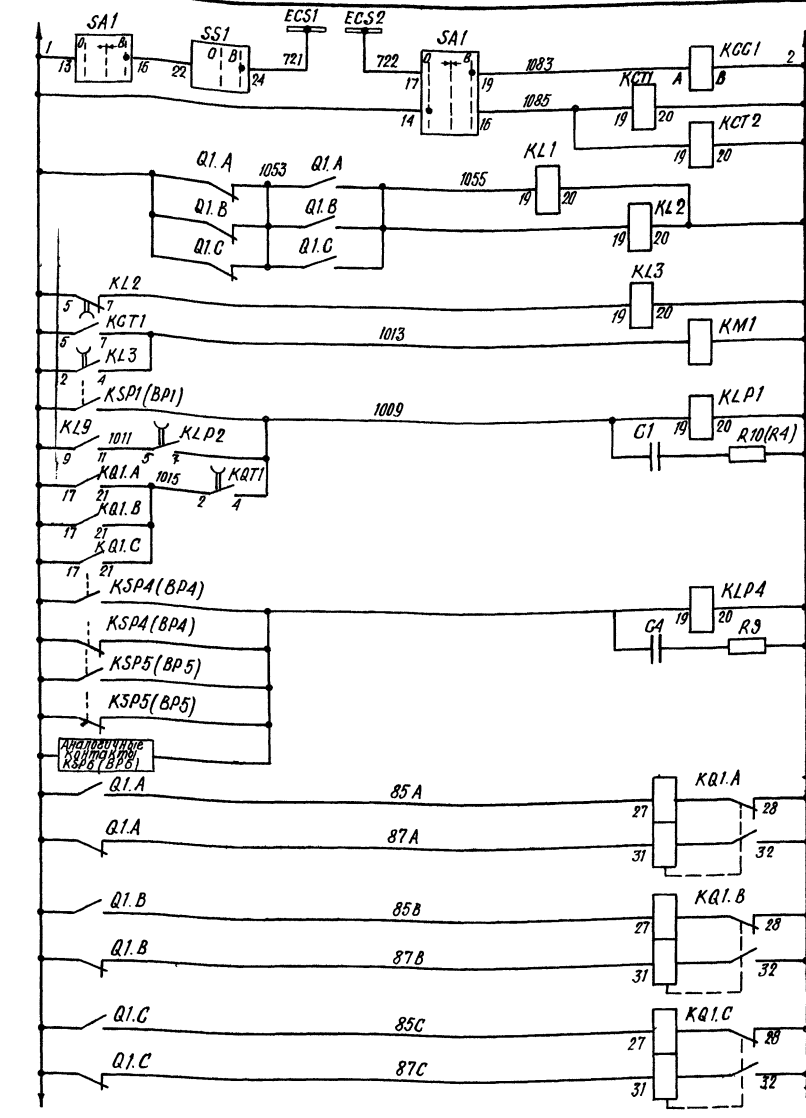 SA1
SS1
ECS1
ECS2
SA1
KCC1
1
13
O
B
16
22
O
B
24
721
722
17
O
B
19
1083
A
B
2
14
16
1085
KCT1
19
20
KCT2
19
20
Q1.A
1053
Q1.A
1055
KL1
19
20
Q1.B
Q1.B
KL2
19
20
Q1.C
Q1.C
KL2
5
7
KL3
19
20
KCT1
5
7
1013
KM1
KL3
2
4
KSP1(BP1)
1009
KLP1
19
20
C1
R10(R4)
KL9
9
11
1011
5
7
KLP2
KQ1.A
17
21
1015
2
4
KQT1
KQ1.B
17
21
KQ1.C
17
21
KSP4(BP4)
KLP4
19
20
C4
R9
KSP4(BP4)
KSP5(BP5)
KSP5(BP5)
Аналогичные
контакты
KSP6(BP6)
Q1.A
85A
27
KQ1.A
28
Q1.A
87A
31
32
Q1.B
85B
27
KQ1.B
28
Q1.B
87B
31
32
Q1.C
85C
27
KQ1.C
28
Q1.C
87C
31
32